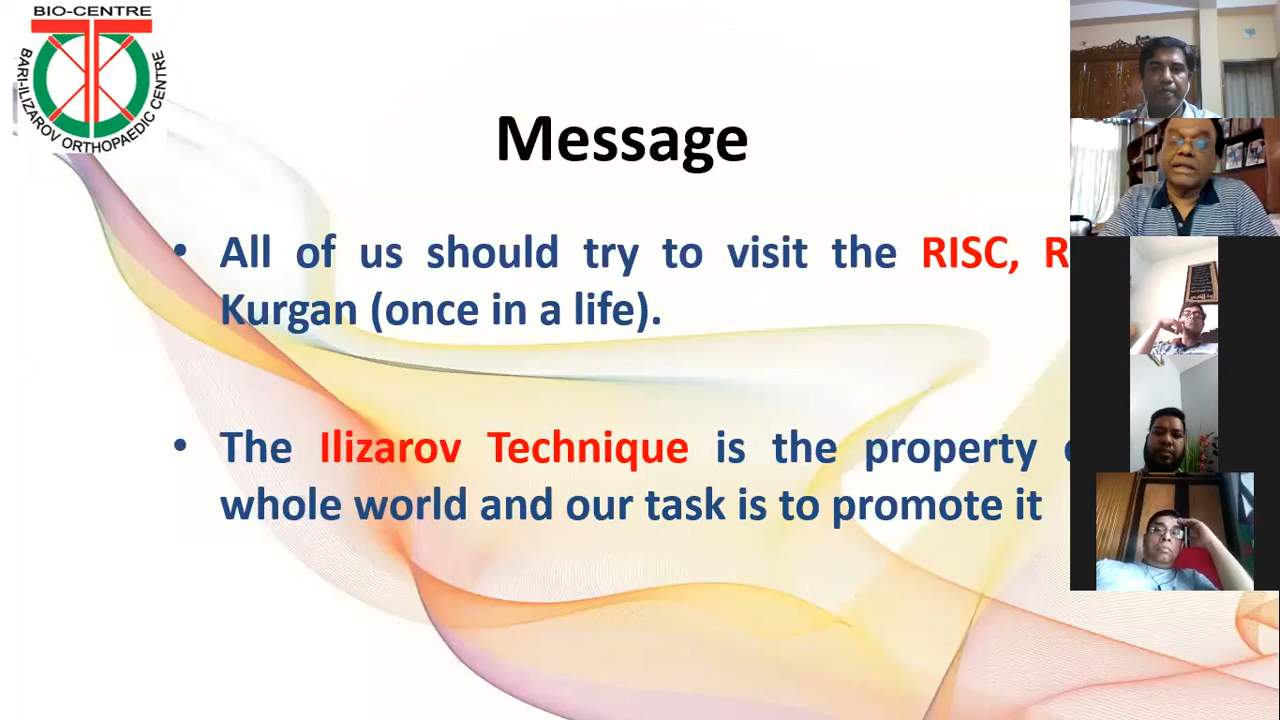 BIO-CENTRE
BARI-ILIZAROV ORTHOPAEDIC CENTRE
Message
• All of us should try to visit the RISC, R
Kurgan (once in a life).
• The Ilizarov Technique is the property
whole world and our task is to promote it